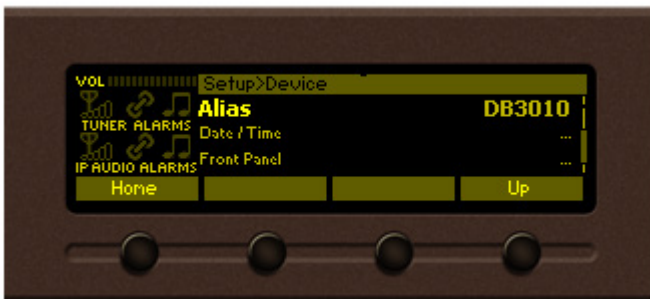 VOL
Setup>Device
Alias DB3010
TUNER ALARMS
Date / Time ...
Front Panel ...
IP AUDIO ALARMS
Home Up